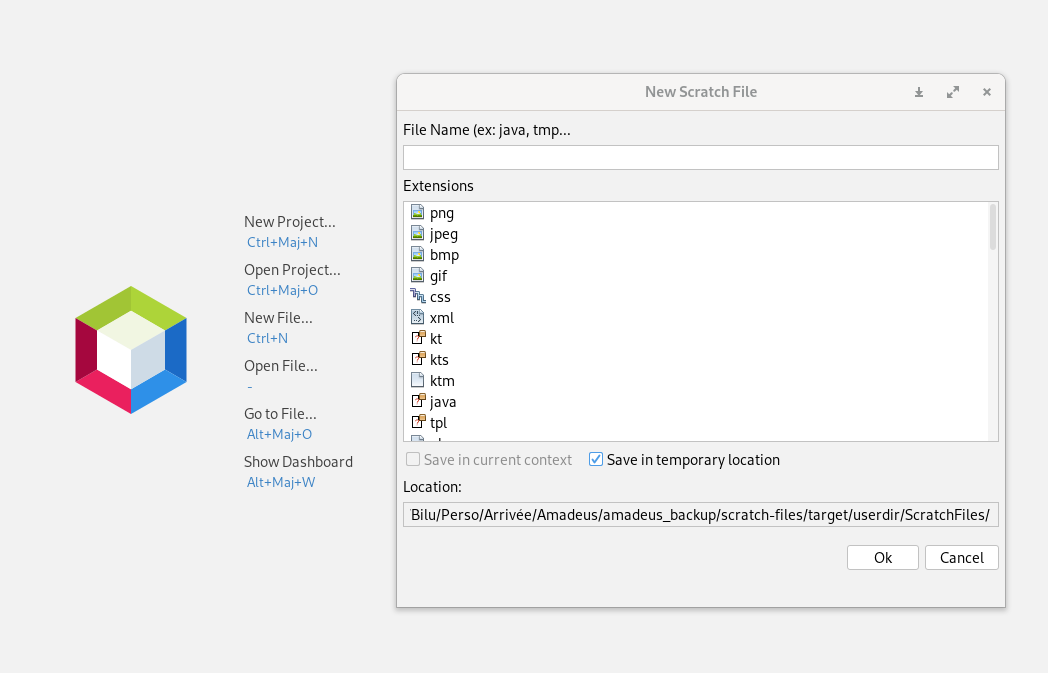 New Scratch File
File Name (ex: java, tmp...
Extensions
png
jpeg
bmp
gif
css
xml
kt
kts
ktm
java
tpl
Save in current context
Save in temporary location
Location:
Bilu/Perso/Arrivée/Amadeus/amadeus_backup/scratch-files/target/userdir/ScratchFiles/
Ok
Cancel
New Project...
Ctrl+Maj+N
Open Project...
Ctrl+Maj+O
New File...
Ctrl+N
Open File...
-
Go to File...
Alt+Maj+O
Show Dashboard
Alt+Maj+W